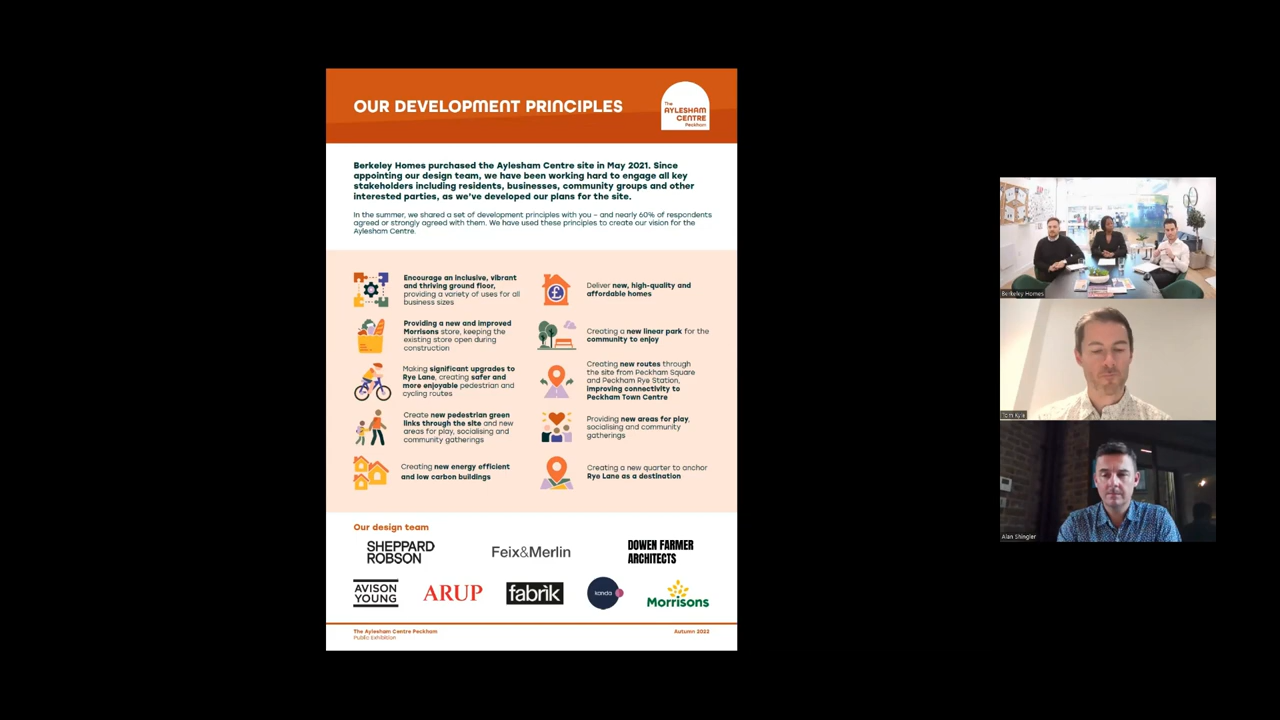 OUR DEVELOPMENT PRINCIPLES
The
AYLESHAM
CENTRE
Peckham
Berkeley Homes purchased the Aylesham Centre site in May 2021. Since
appointing our design team, we have been working hard to engage all key
stakeholders including residents, businesses, community groups and other
interested parties, as we've developed our plans for the site.
In the summer, we shared a set of development principles with you – and nearly 60% of respondents
agreed or strongly agreed with them. We have used these principles to create our vision for the
Aylesham Centre.
Encourage an inclusive, vibrant
and thriving ground floor,
providing a variety of uses for all
business sizes
Providing a new and improved
Morrisons store, keeping the
existing store open during
construction
Making significant upgrades to
Rye Lane, creating safer and
more enjoyable pedestrian and
cycling routes
Create new pedestrian green
links through the site and new
areas for play, socialising and
community gatherings
Creating new energy efficient
and low carbon buildings
£
Deliver new, high-quality and
affordable homes
Creating a new linear park for the
community to enjoy
Creating new routes through
the site from Peckham Square
and Peckham Rye Station,
improving connectivity to
Peckham Town Centre
Providing new areas for play,
socialising and community
gatherings
Creating a new quarter to anchor
Rye Lane as a destination
Our design team
SHEPPARD
ROBSON
Feix&Merlin
DOWEN FARMER
ARCHITECTS
AVISON
YOUNG
ARUP
fabrik
kanda
Morrisons
The Aylesham Centre Peckham
Public Exhibition
Autumn 2022
Berkeley Homes
Tom Kyle
Alan Shingler